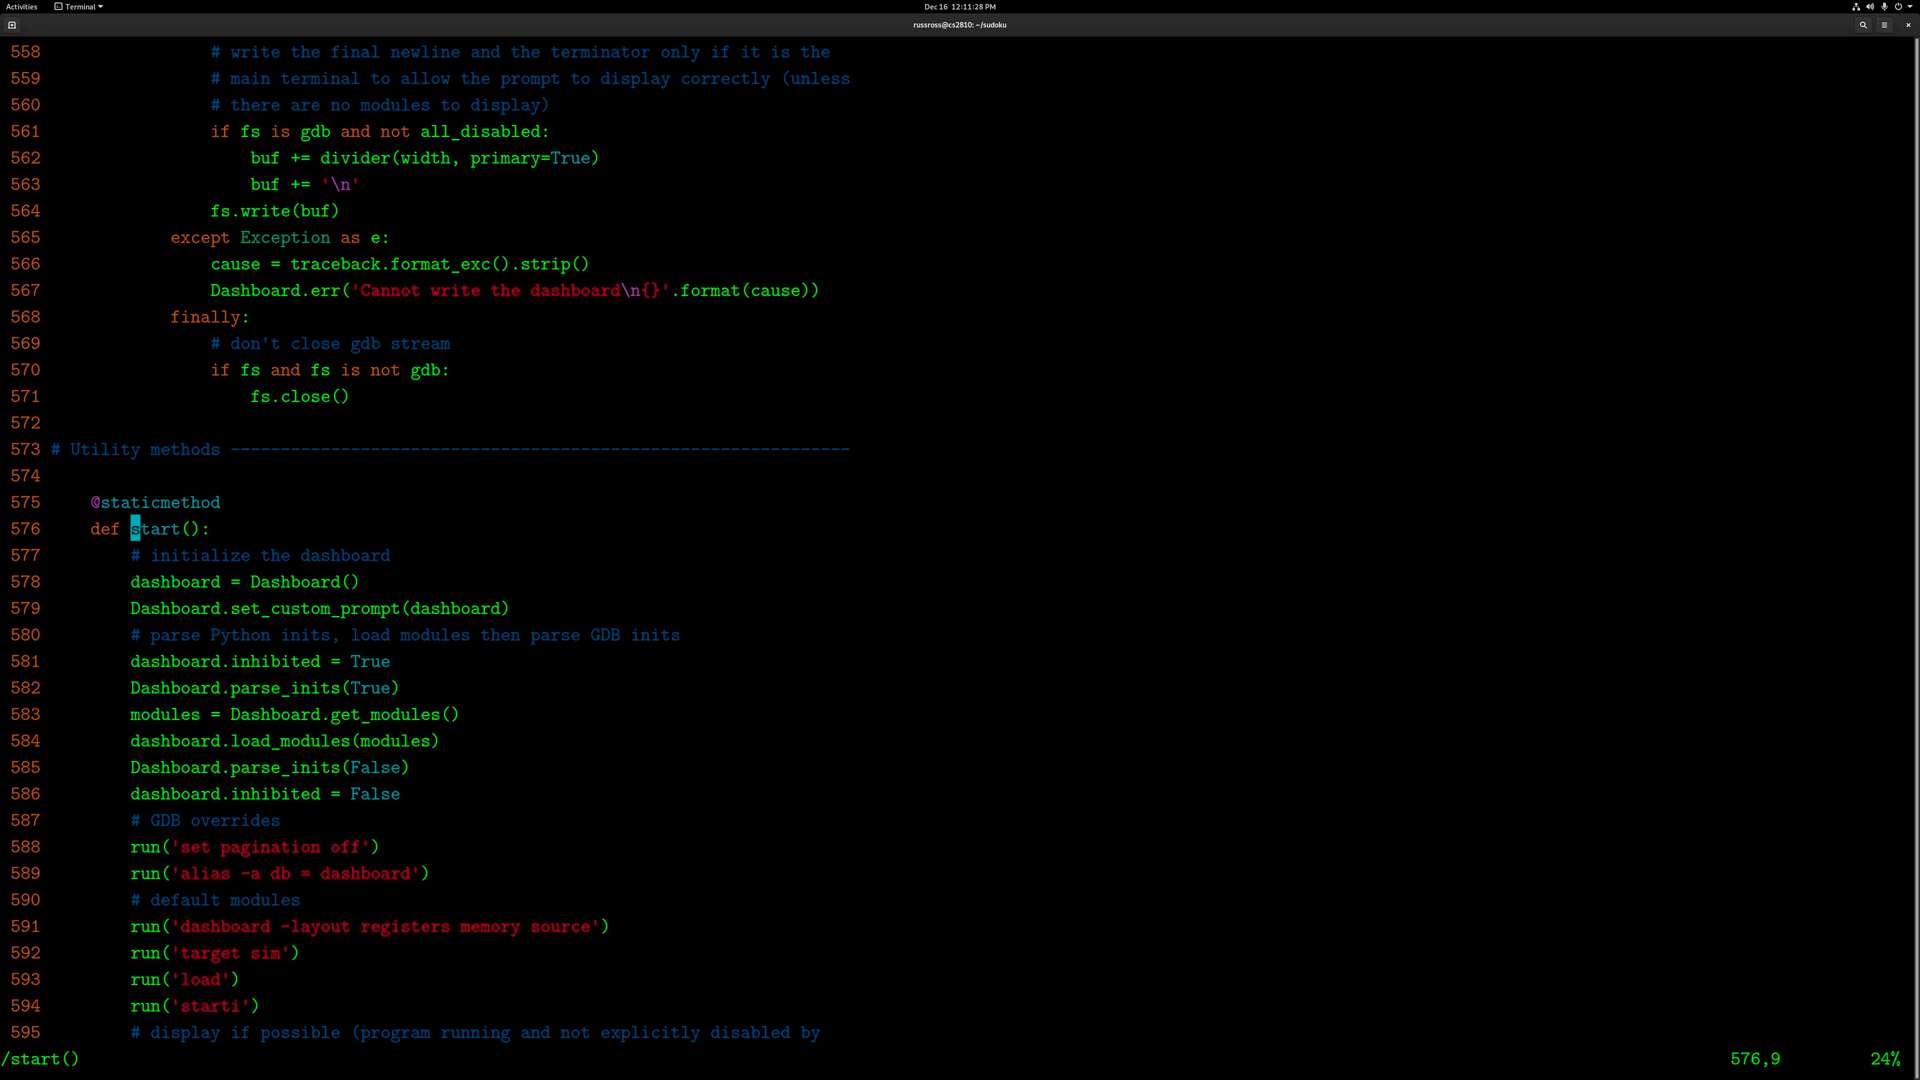 Activities Terminal Dec 16 12:11:28 PM
russross@cs2810: ~/sudoku
558                 # write the final newline and the terminator only if it is the
559                 # main terminal to allow the prompt to display correctly (unless
560                 # there are no modules to display)
561                 if fs is gdb and not all_disabled:
562                     buf += divider(width, primary=True)
563                     buf += '\n'
564                 fs.write(buf)
565             except Exception as e:
566                 cause = traceback.format_exc().strip()
567                 Dashboard.err('Cannot write the dashboard\n{}'.format(cause))
568             finally:
569                 # don't close gdb stream
570                 if fs and fs is not gdb:
571                     fs.close()
572
573 # Utility methods --------------------------------------------------------------
574
575     @staticmethod
576     def start():
577         # initialize the dashboard
578         dashboard = Dashboard()
579         Dashboard.set_custom_prompt(dashboard)
580         # parse Python inits, load modules then parse GDB inits
581         dashboard.inhibited = True
582         Dashboard.parse_inits(True)
583         modules = Dashboard.get_modules()
584         dashboard.load_modules(modules)
585         Dashboard.parse_inits(False)
586         dashboard.inhibited = False
587         # GDB overrides
588         run('set pagination off')
589         run('alias -a db = dashboard')
590         # default modules
591         run('dashboard -layout registers memory source')
592         run('target sim')
593         run('load')
594         run('starti')
595         # display if possible (program running and not explicitly disabled by
/start() 576,9 24%